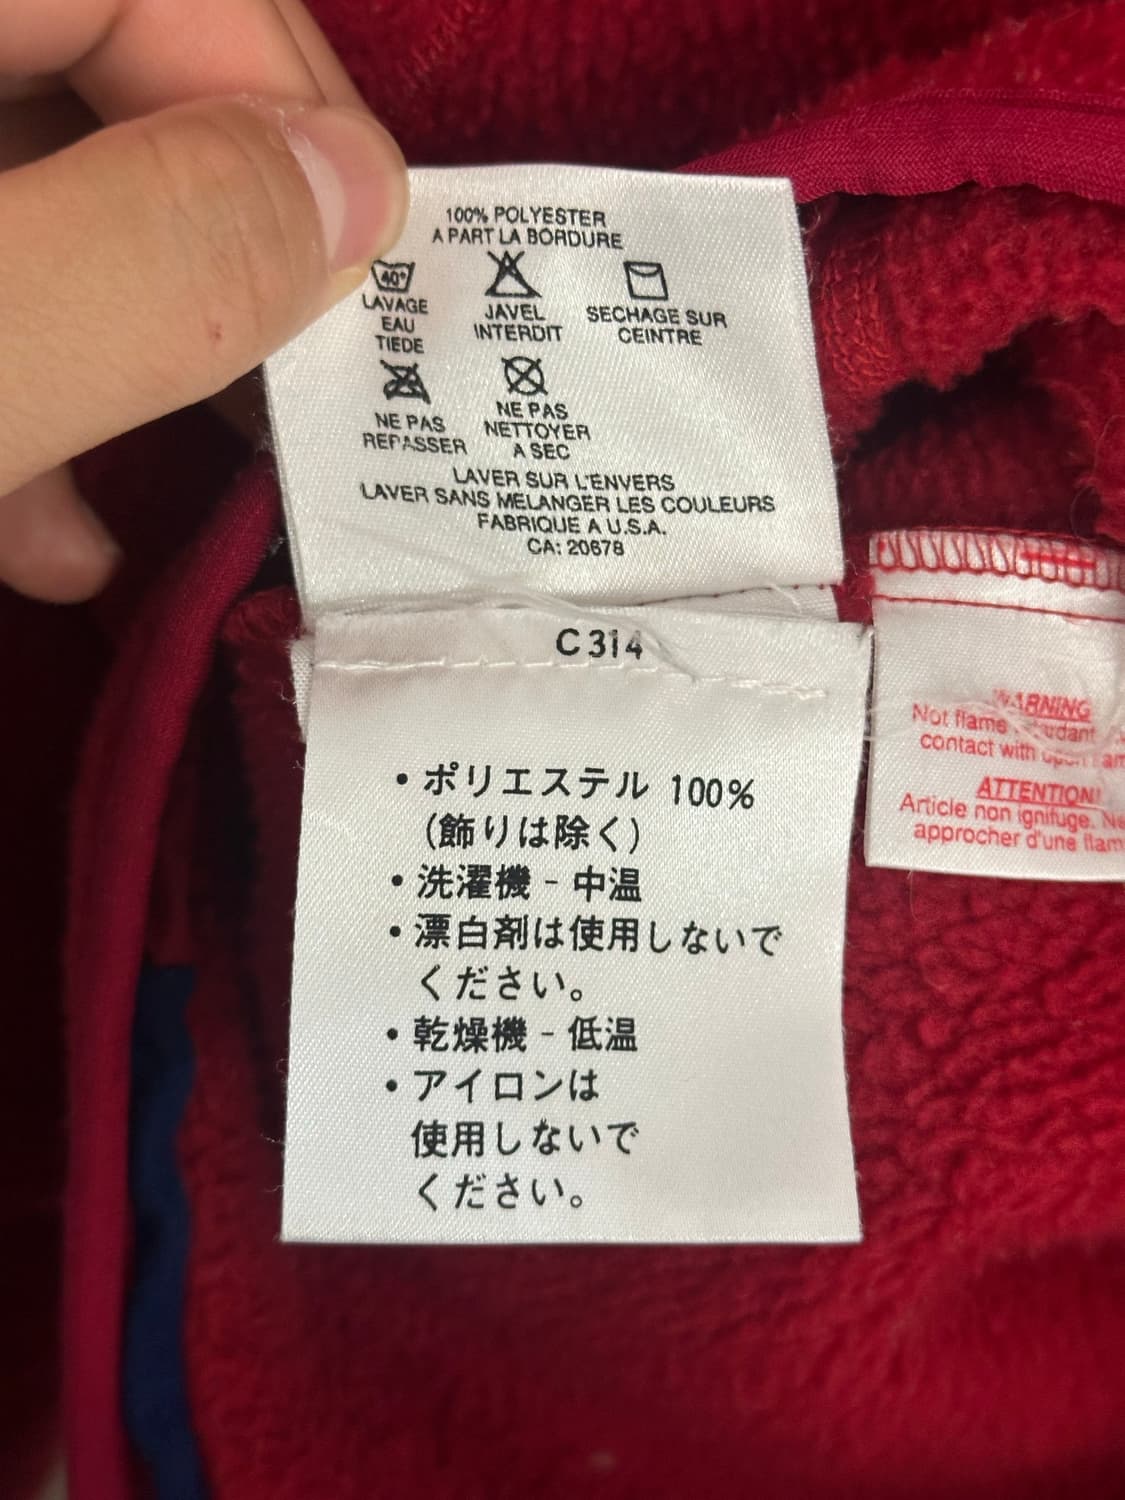 100% POLYESTER
A PART LA BORDURE
40°
LAVAGE
EAU
TIEDE
JAVEL
INTERDIT
SECHAGE SUR
CEINTRE
NE PAS
REPASSER
NE PAS
NETTOYER
A SEC
LAVER SUR L'ENVERS
LAVER SANS MELANGER LES COULEURS
FABRIQUE A U.S.A.
CA: 20678
C314
・ポリエステル 100%
(飾りは除く)
・洗濯機 - 中温
・漂白剤は使用しないで
ください。
・乾燥機 - 低温
・アイロンは
使用しないで
ください。
WARNING
Not flame
contact with
ATTENTION!
Article non ignifuge.
approcher d'une